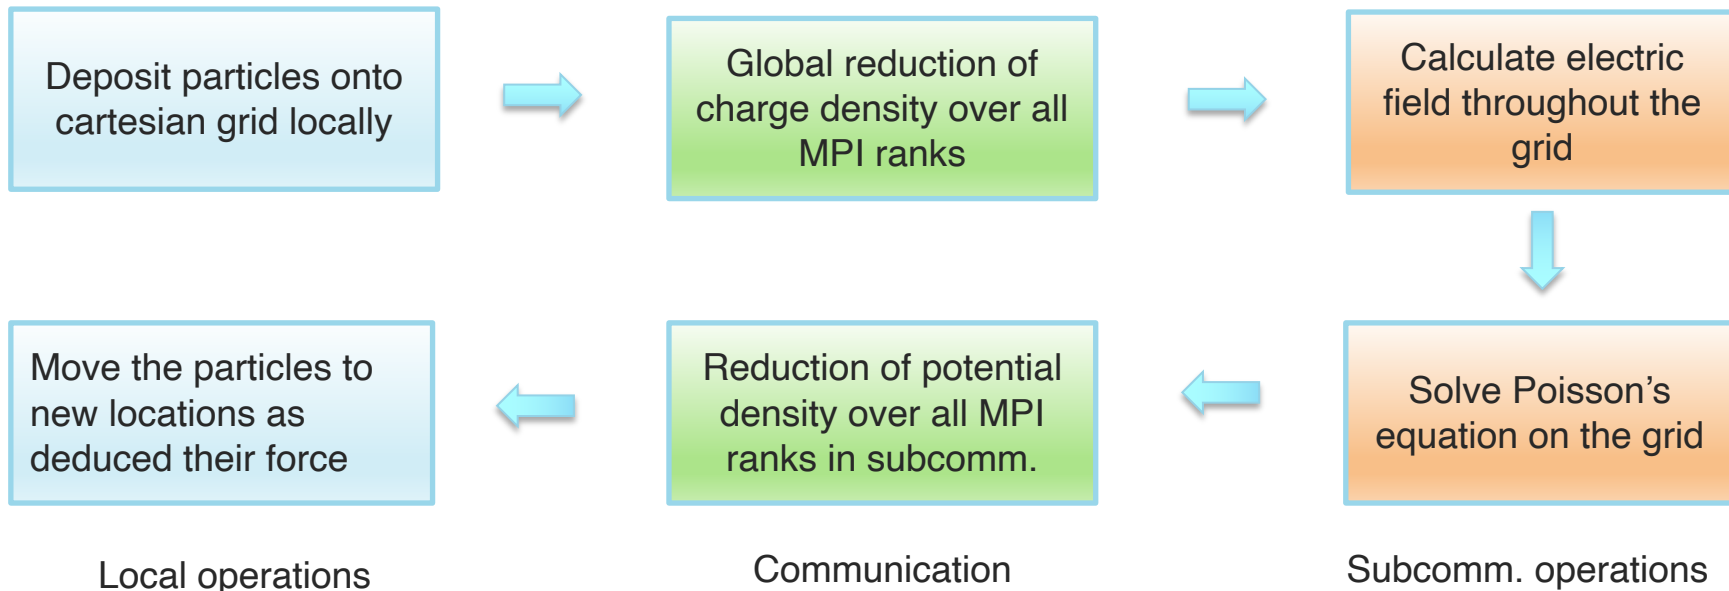 Deposit particles onto
cartesian grid locally
Global reduction of
charge density over all
MPI ranks
Calculate electric
field throughout the
grid
Solve Poisson’s
equation on the grid
Reduction of potential
density over all MPI
ranks in subcomm.
Move the particles to
new locations as
deduced their force
Local operations
Communication
Subcomm. operations